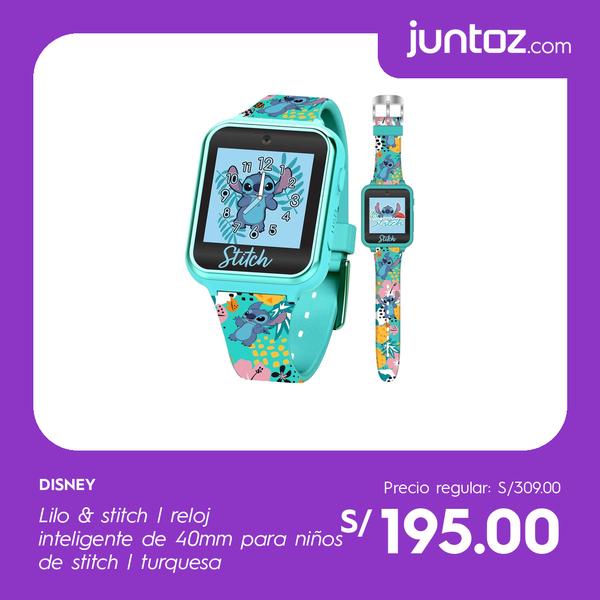 juntoz.com
11 12 1
10 2
9 3
8 4
7 6 5
Stitch
DISNEY
Lilo & stitch | reloj
inteligente de 40mm para niños
de stitch | turquesa
Precio regular: S/309.00
S/195.00